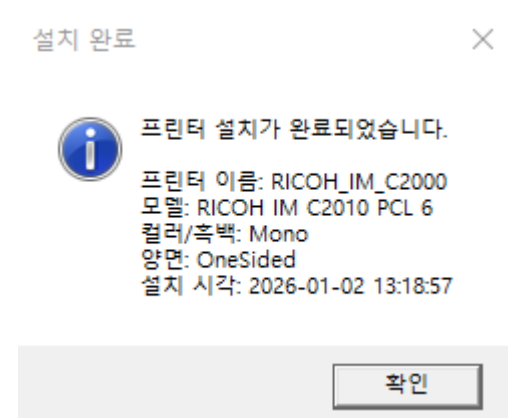 설치 완료
프린터 설치가 완료되었습니다.
프린터 이름: RICOH_IM_C2000
모델: RICOH IM C2010 PCL 6
컬러/흑백: Mono
양면: OneSided
설치 시각: 2026-01-02 13:18:57
확인